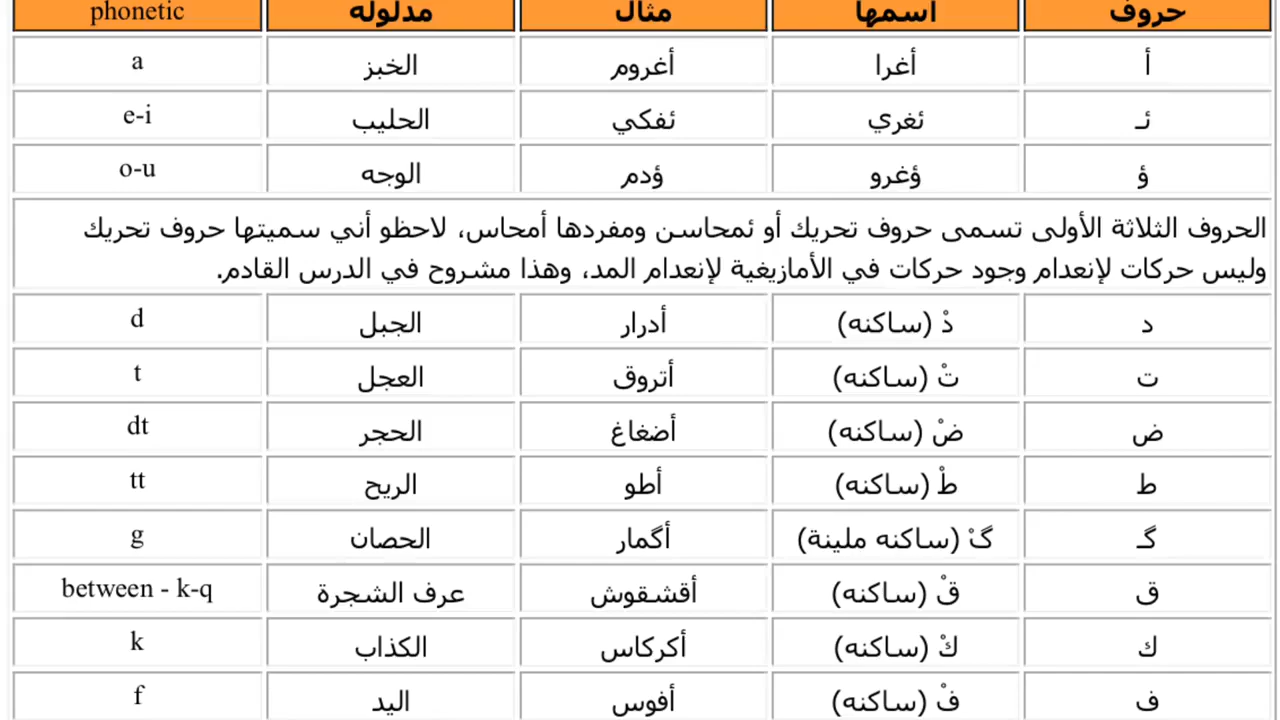 حروف أسمها مثال مدلوله phonetic
أ أغرا أغروم الخبز a
ئـ ئغري ئفكي الحليب e-i
ؤ ؤغرو ؤدم الوجه o-u
الحروف الثلاثة الأولى تسمى حروف تحريك أو ئمحاسن ومفردها أمحاس، لاحظو أني سميتها حروف تحريك
وليس حركات لإنعدام وجود حركات في الأمازيغية لإنعدام المد، وهذا مشروح في الدرس القادم.
د دْ (ساكنه) أدرار الجبل d
ت تْ (ساكنه) أتروق العجل t
ض ضْ (ساكنه) أضغاغ الحجر dt
ط طْ (ساكنه) أطو الريح tt
گـ گْ (ساكنه ملينة) أگمار الحصان g
ق قْ (ساكنه) أقشقوش عرف الشجرة between - k-q
ك كْ (ساكنه) أكركاس الكذاب k
ف فْ (ساكنه) أفوس اليد f